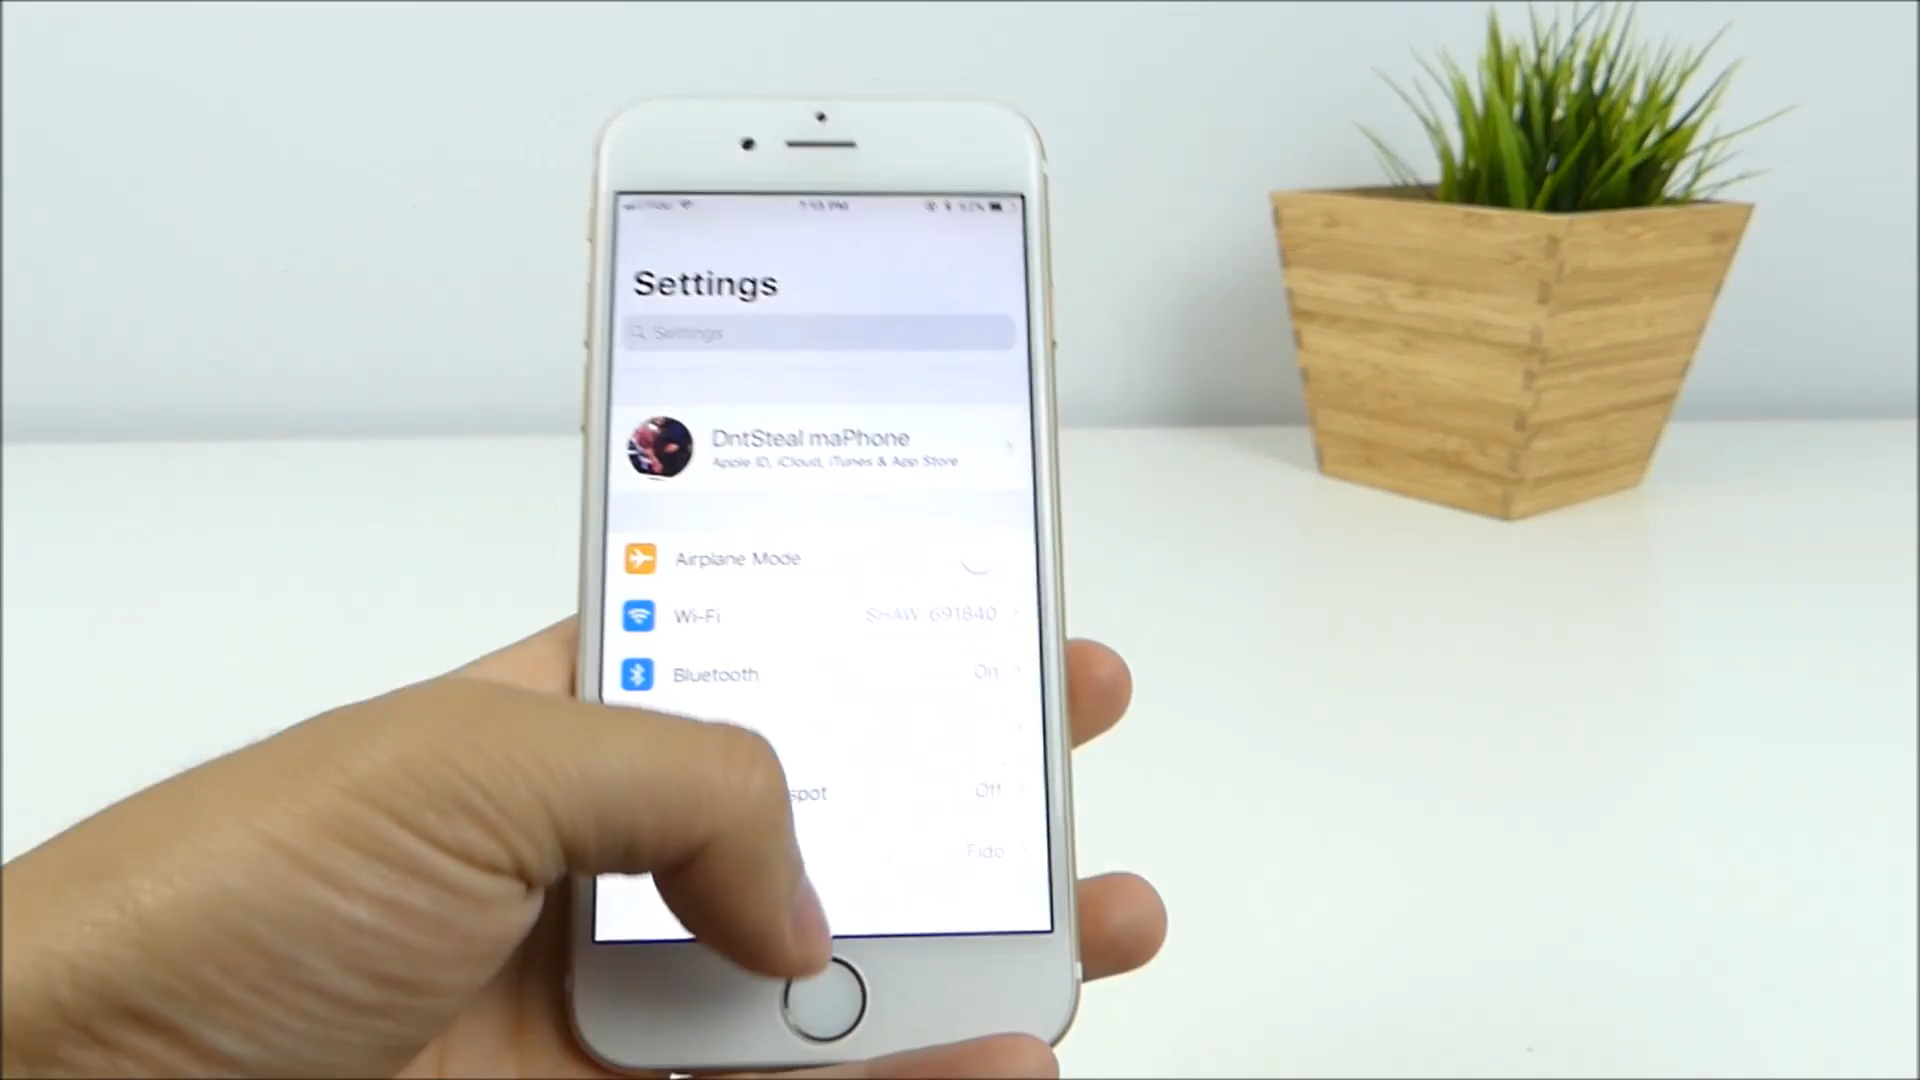 Settings
Settings
DntSteal maPhone
Apple ID, iCloud, iTunes & App Store
Airplane Mode
Wi-Fi SHAW-691840
Bluetooth On
spot Off
Fido